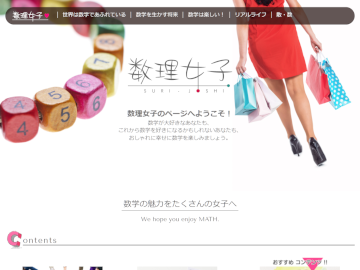 数理女子 | 世界は数学であふれている | 数学を生かす将来 | 数学は楽しい! | リアルライフ | 数・数
数理女子
SURI-JOSHI
数理女子のページへようこそ!
数学が大好きなあなたも、
これから数学を好きになるかもしれないあなたも、
おしゃれに幸せに数学を楽しみましょう。
数学の魅力をたくさんの女子へ
We hope you enjoy MATH.
Contents
おすすめ コンテンツ !!